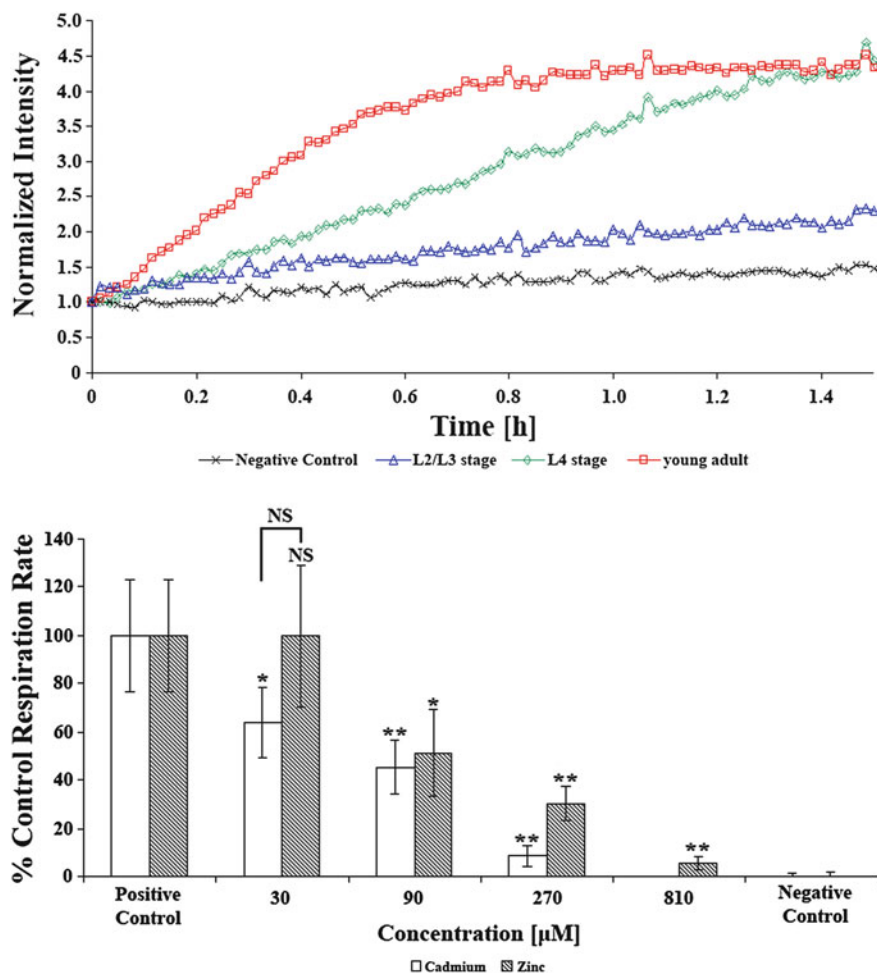 5.0
4.5
4.0
3.5
3.0
2.5
2.0
1.5
1.0
0.5
0
Normalized Intensity
0 0.2 0.4 0.6 0.8 1.0 1.2 1.4
Time [h]
Negative Control L2/L3 stage L4 stage young adult
NS
NS
140
120
100
80
60
40
20
0
% Control Respiration Rate
* ** * ** ** **
Positive Control 30 90 270 810 Negative Control
Concentration [µM]
Cadmium Zinc